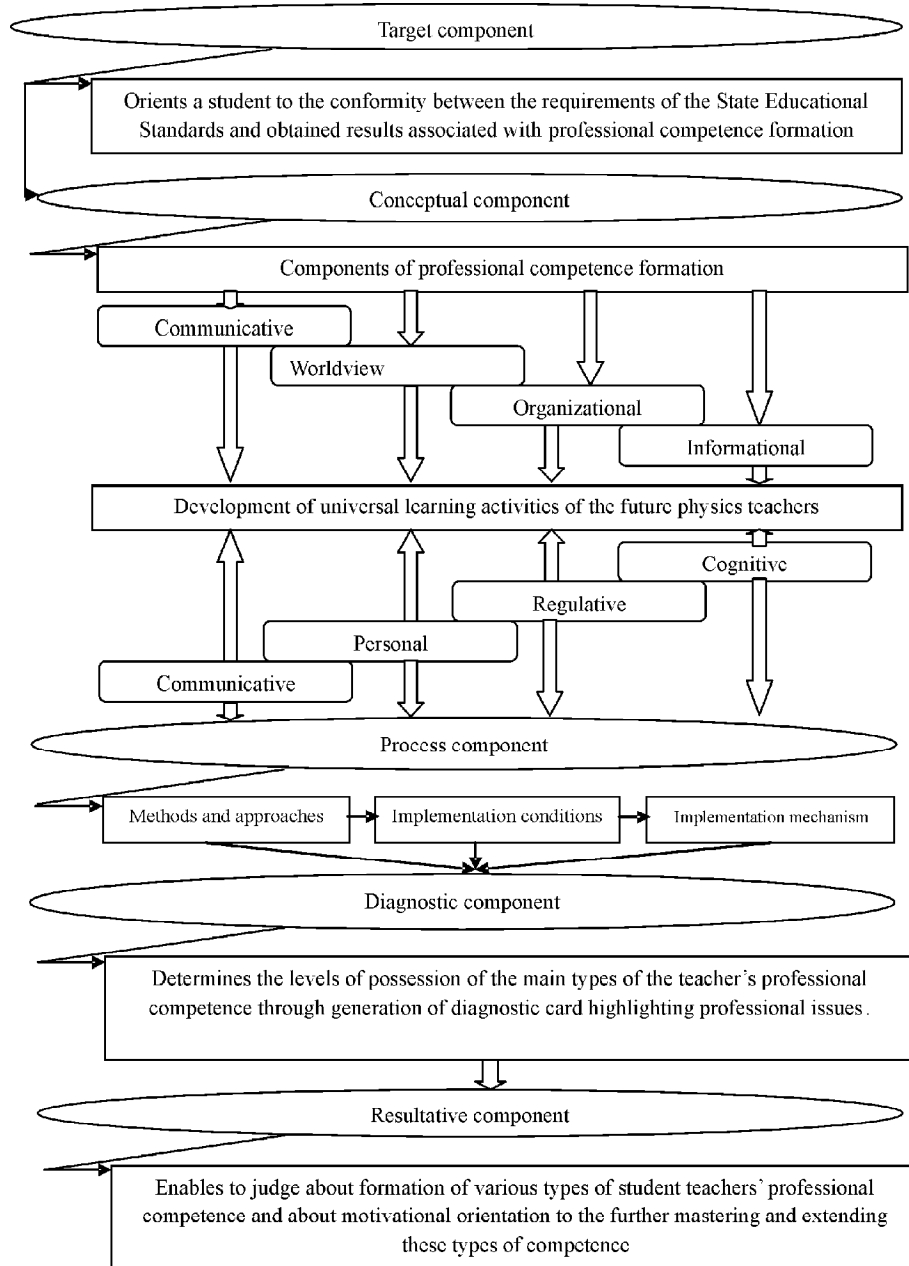 Target component
Orients a student to the conformity between the requirements of the State Educational
Standards and obtained results associated with professional competence formation
Conceptual component
Components of professional competence formation
Communicative
Worldview
Organizational
Informational
Development of universal learning activities of the future physics teachers
Cognitive
Regulative
Personal
Communicative
Process component
Methods and approaches
Implementation conditions
Implementation mechanism
Diagnostic component
Determines the levels of possession of the main types of the teacher’s professional
competence through generation of diagnostic card highlighting professional issues.
Resultative component
Enables to judge about formation of various types of student teachers’ professional
competence and about motivational orientation to the further mastering and extending
these types of competence